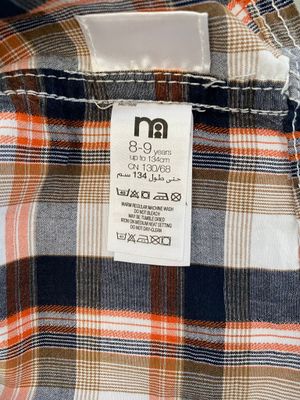 m
8-9 years
up to 134cm
CN 130/68
حتى طول 134 سم
WARM REGULAR MACHINE WASH
DO NOT BLEACH
MAY BE TUMBLE DRIED
IRON ON MEDIUM HEAT SETTING
DO NOT DRY-CLEAN